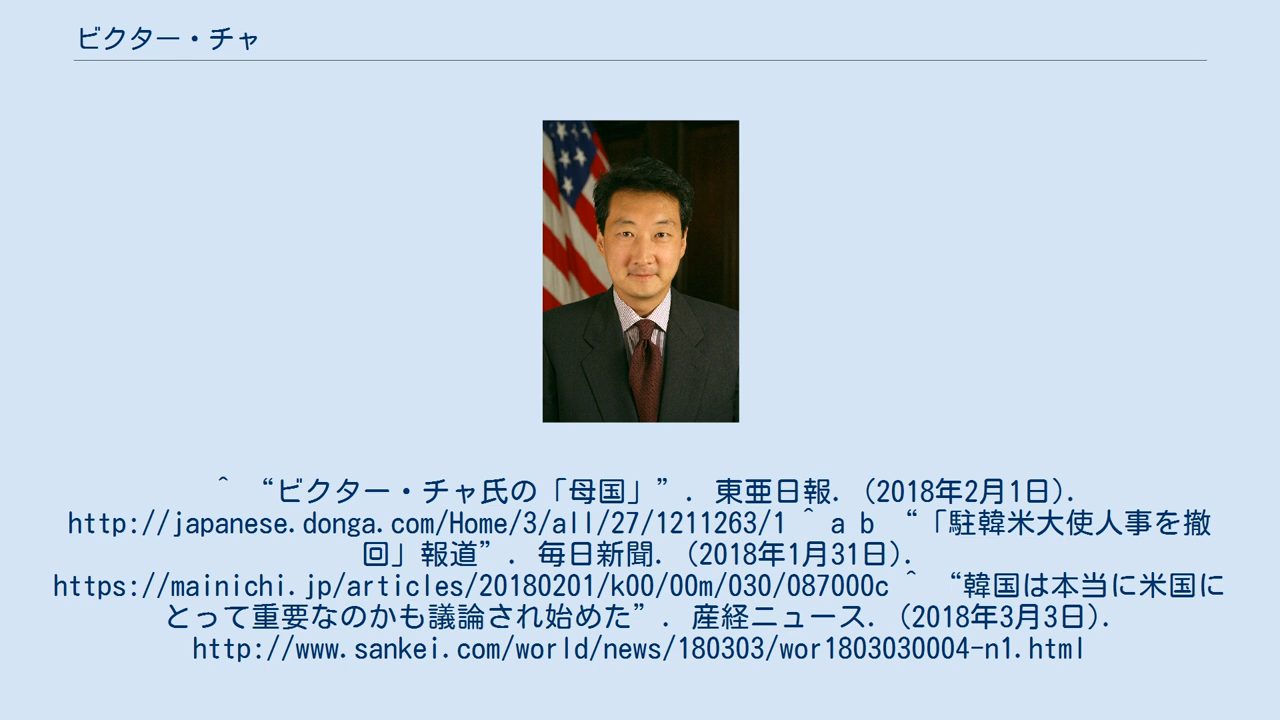 ビクター・チャ
^ “ビクター・チャ氏の「母国」”. 東亜日報. (2018年2月1日).
http://japanese.donga.com/Home/3/all/27/1211263/1 ^ a b “「駐韓米大使人事を撤
回」報道”. 毎日新聞. (2018年1月31日).
https://mainichi.jp/articles/20180201/k00/00m/030/087000c ^ “韓国は本当に米国に
とって重要なのかも議論され始めた”. 産経ニュース. (2018年3月3日).
http://www.sankei.com/world/news/180303/wor1803030004-n1.html